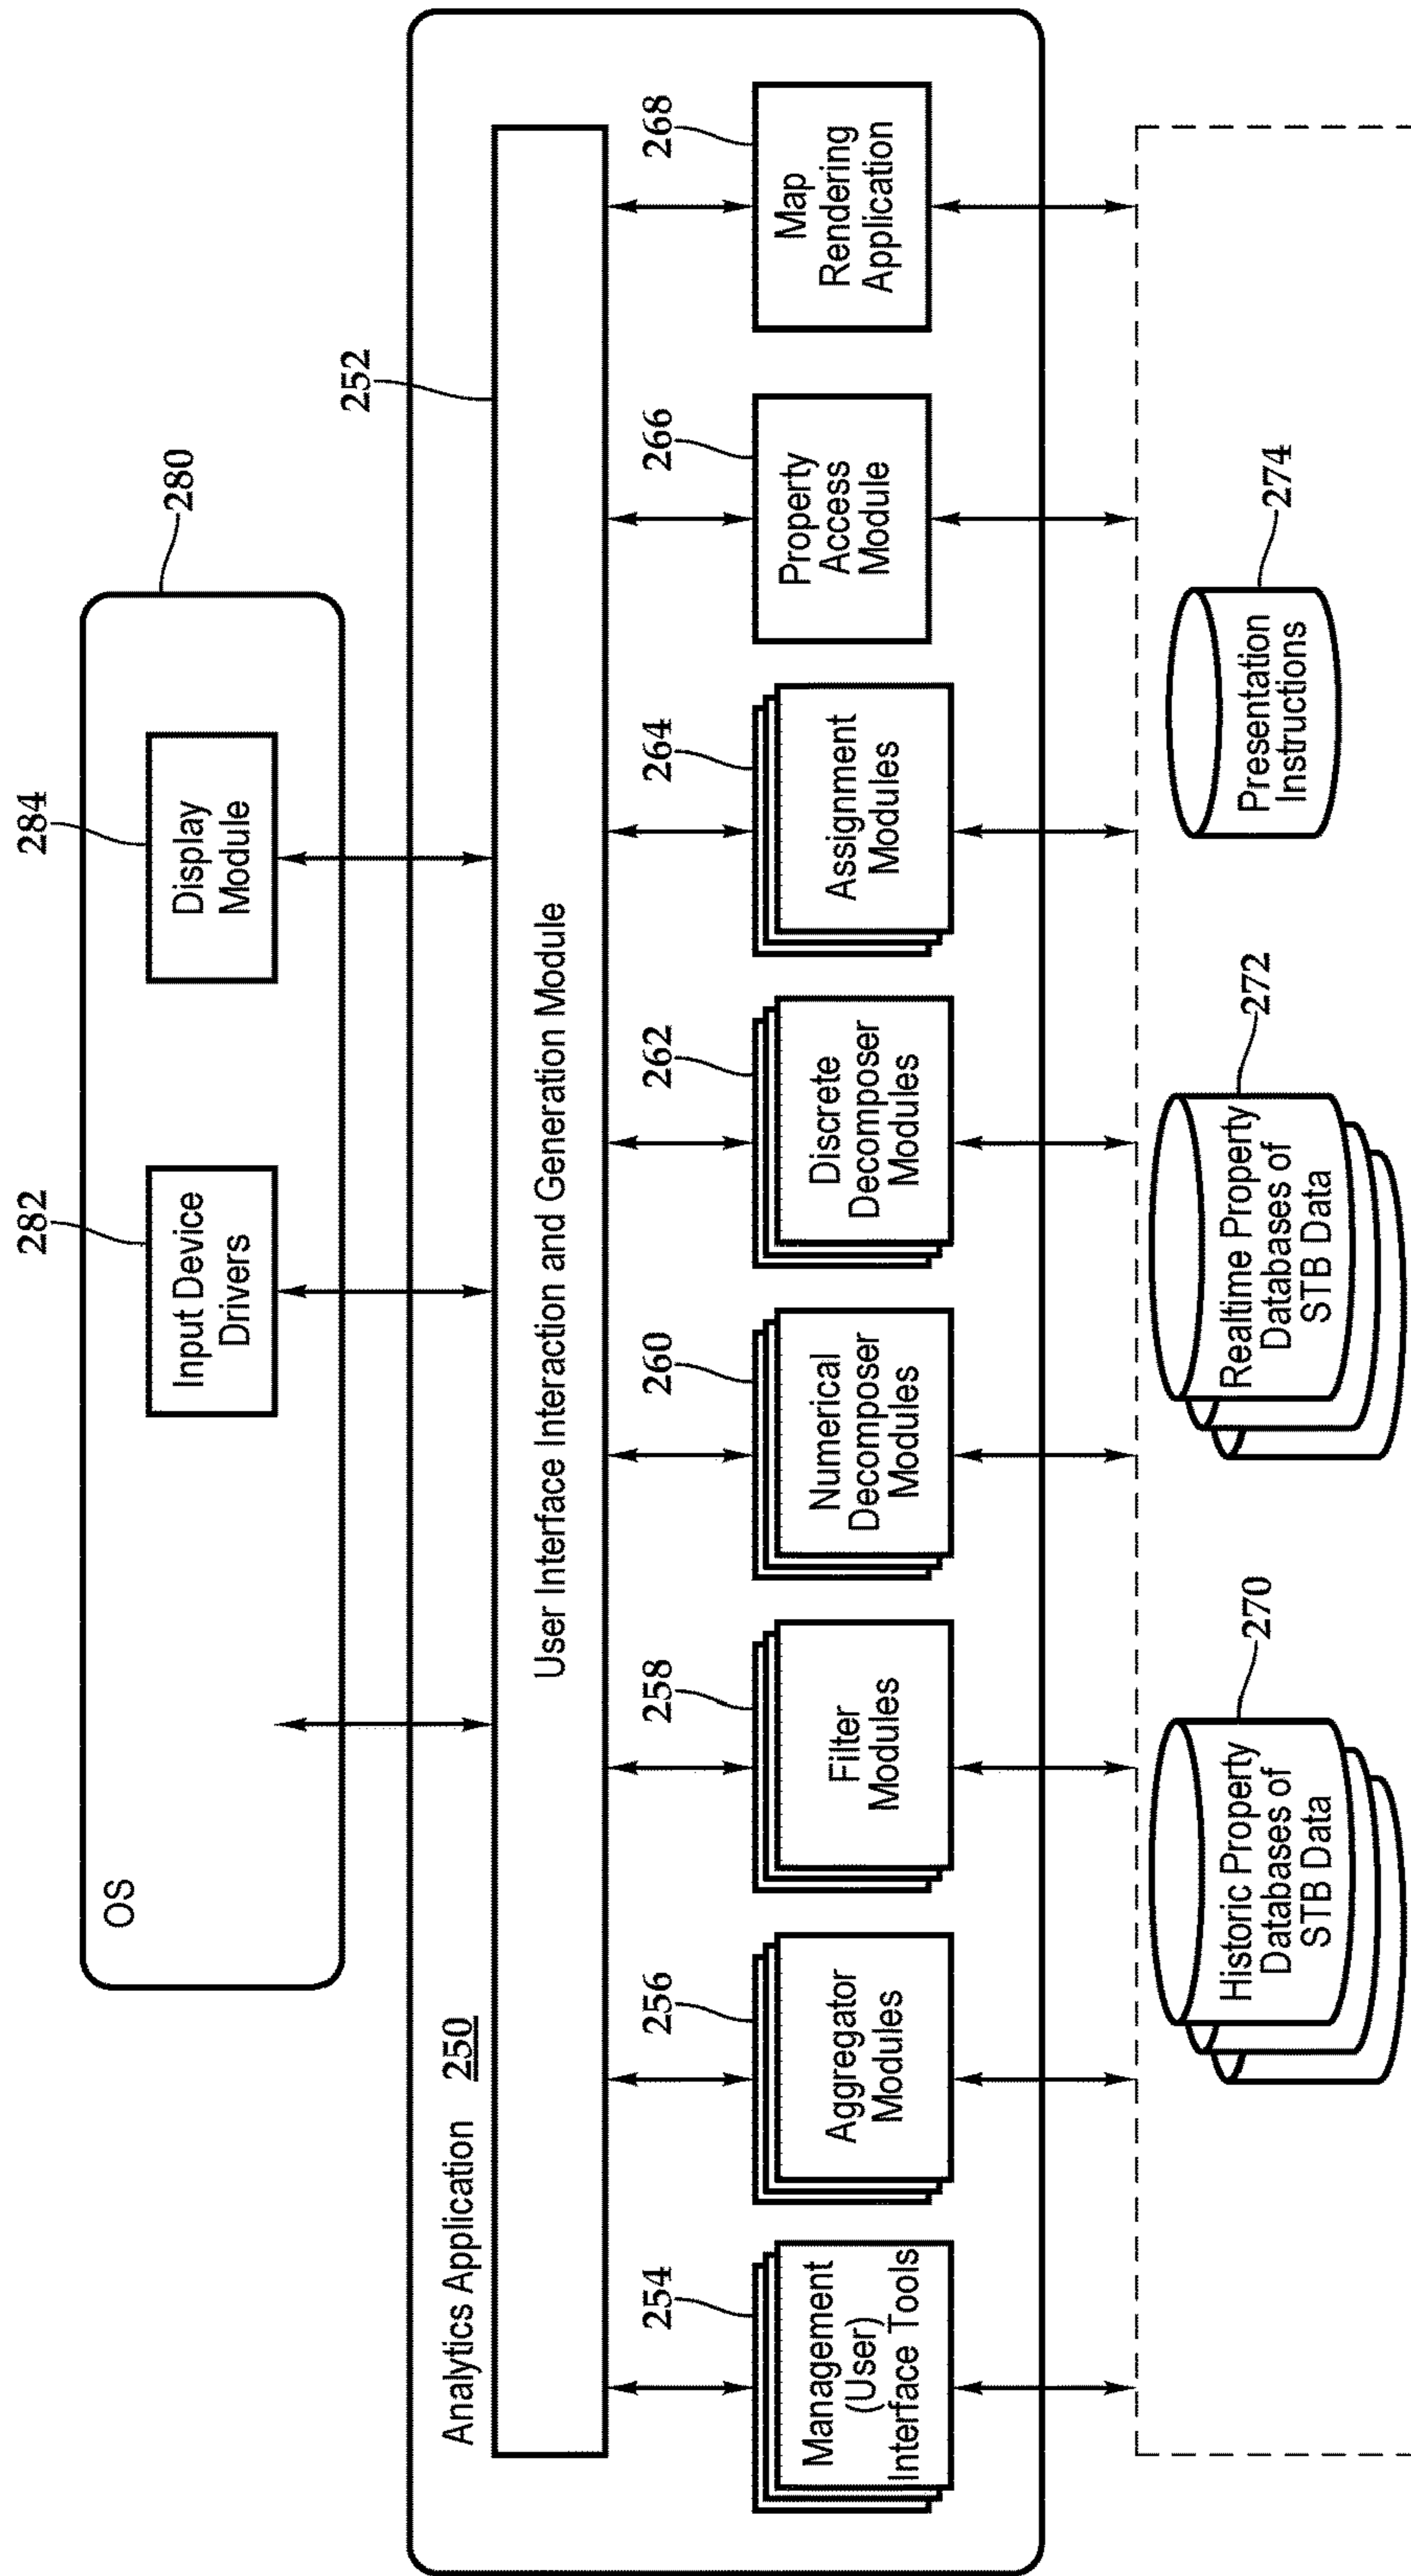 282
284
280
OS
Input Device
Drivers
Display
Module
Analytics Application 250
252
User Interface Interaction and Generation Module
254
256
258
260
262
264
266
268
Management
(User)
Interface Tools
Aggregator
Modules
Filter
Modules
Numerical
Decomposer
Modules
Discrete
Decomposer
Modules
Assignment
Modules
Property
Access
Module
Map
Rendering
Application
270
272
274
Historic Property
Databases of
STB Data
Realtime Property
Databases of
STB Data
Presentation
Instructions